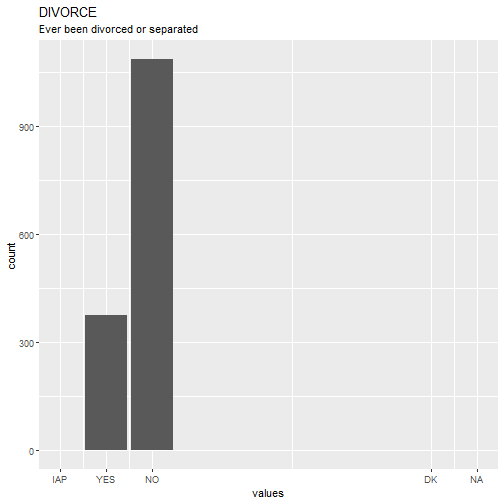 DIVORCE
Ever been divorced or separated
count
900
600
300
0
IAP YES NO DK NA
values